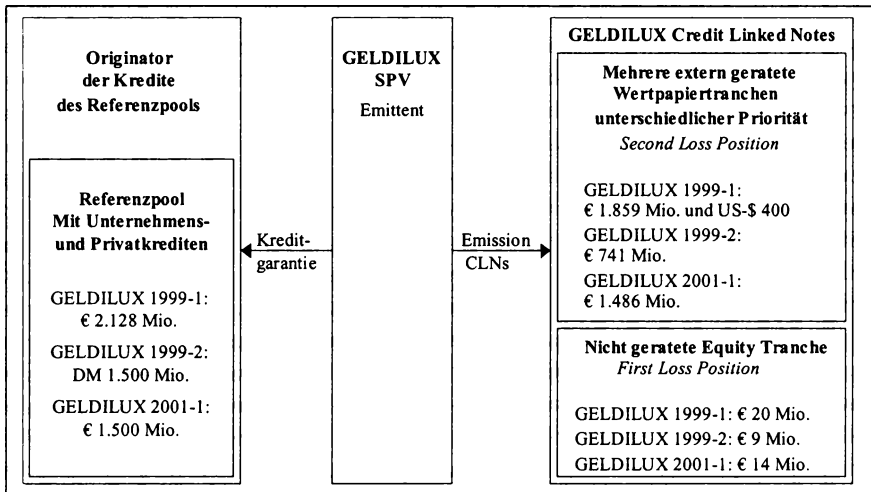 Originator
der Kredite
des Referenzpools
Referenzpool
Mit Unternehmens-
und Privatkrediten
GELDILUX 1999-1:
€ 2.128 Mio.
GELDILUX 1999-2:
DM 1.500 Mio.
GELDILUX 2001-1:
€ 1.500 Mio.
Kredit-
garantie
GELDILUX
SPV
Emittent
Emission
CLNs
GELDILUX Credit Linked Notes
Mehrere extern geratete
Wertpapiertranchen
unterschiedlicher Priorität
Second Loss Position
GELDILUX 1999-1:
€ 1.859 Mio. und US-$ 400
GELDILUX 1999-2:
€ 741 Mio.
GELDILUX 2001-1:
€ 1.486 Mio.
Nicht geratete Equity Tranche
First Loss Position
GELDILUX 1999-1: € 20 Mio.
GELDILUX 1999-2: € 9 Mio.
GELDILUX 2001-1: € 14 Mio.